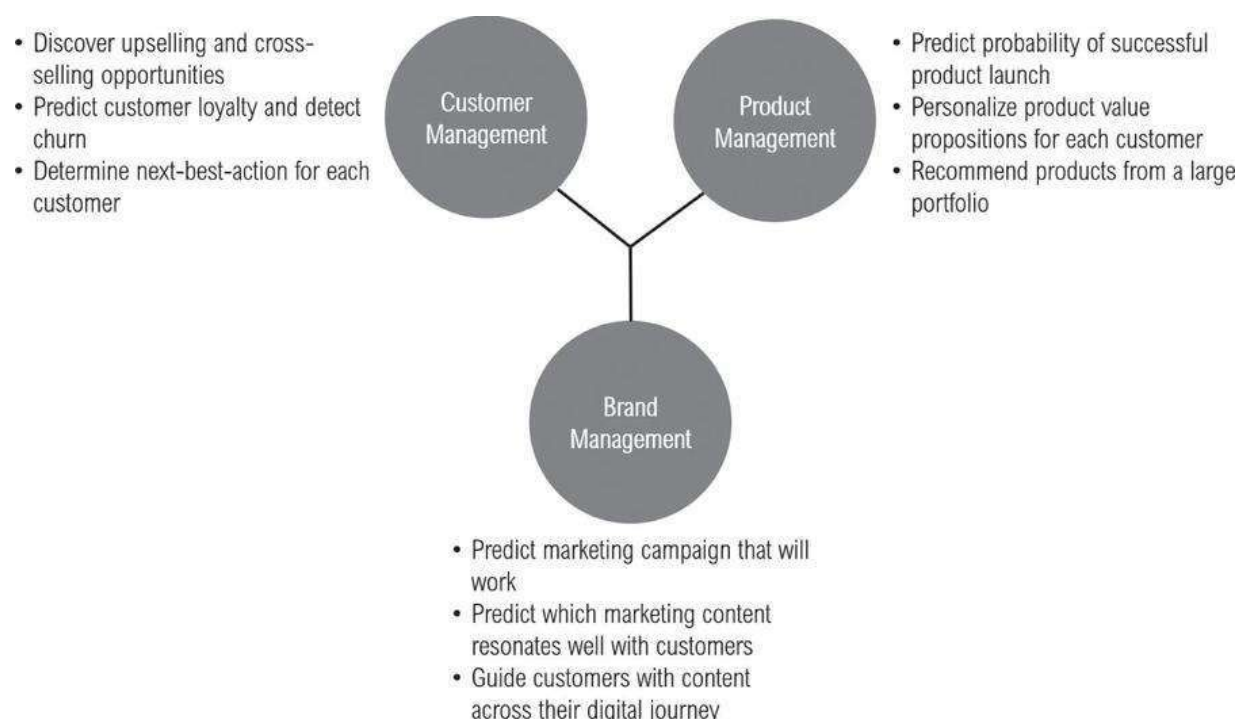 • Discover upselling and cross-
selling opportunities
• Predict customer loyalty and detect
churn
• Determine next-best-action for each
customer
Customer
Management
Product
Management
• Predict probability of successful
product launch
• Personalize product value
propositions for each customer
• Recommend products from a large
portfolio
Brand
Management
• Predict marketing campaign that will
work
• Predict which marketing content
resonates well with customers
• Guide customers with content
across their digital journey